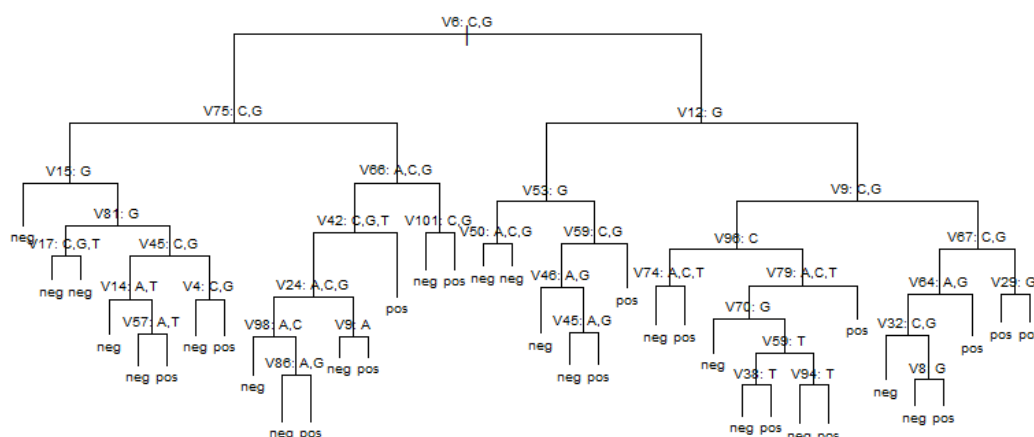 V6: C,G
V75: C,G
V12: G
V15: G
V66: A,C,G
V53: G
V9: C,G
neg
V81: G
V42: C,G,T
V101: C,G
V50: A,C,G
V59: C,G
V96: C
V67: C,G
V17: C,G,T
V45: C,G
pos
neg pos
neg neg
V46: A,G
pos
V74: A,C,T
V79: A,C,T
V64: A,G
V29: G
neg neg
V14: A,T
V4: C,G
V24: A,C,G
neg
V45: A,G
neg pos
V70: G
pos
V32: C,G
pos
pos
neg
V57: A,T
neg pos
V98: A,C
V9: A
neg pos
neg
V59: T
neg
V8: G
neg pos
neg
V86: A,G
neg pos
V38: T
V94: T
neg pos
neg pos
neg pos
neg pos